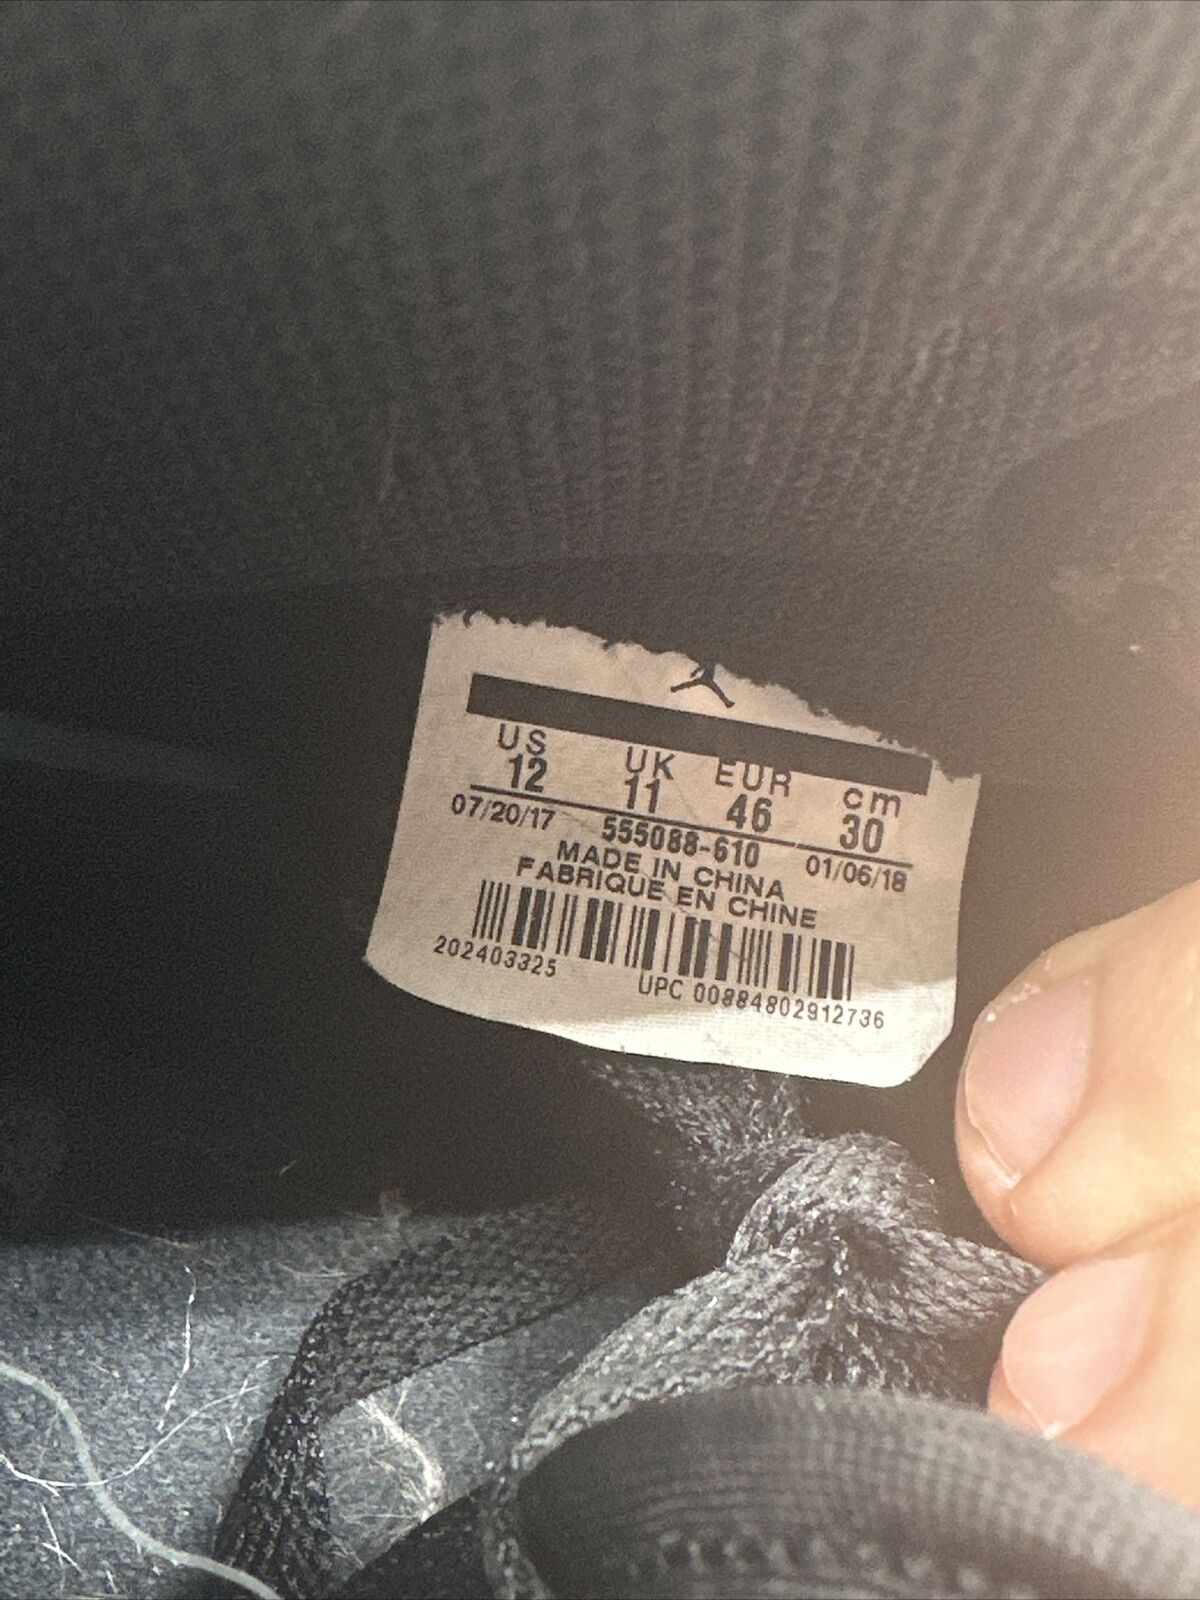 US UK EUR cm
12 11 46 30
07/20/17 555088-610 01/06/18
MADE IN CHINA
FABRIQUE EN CHINE
202403325 UPC 00884802912736